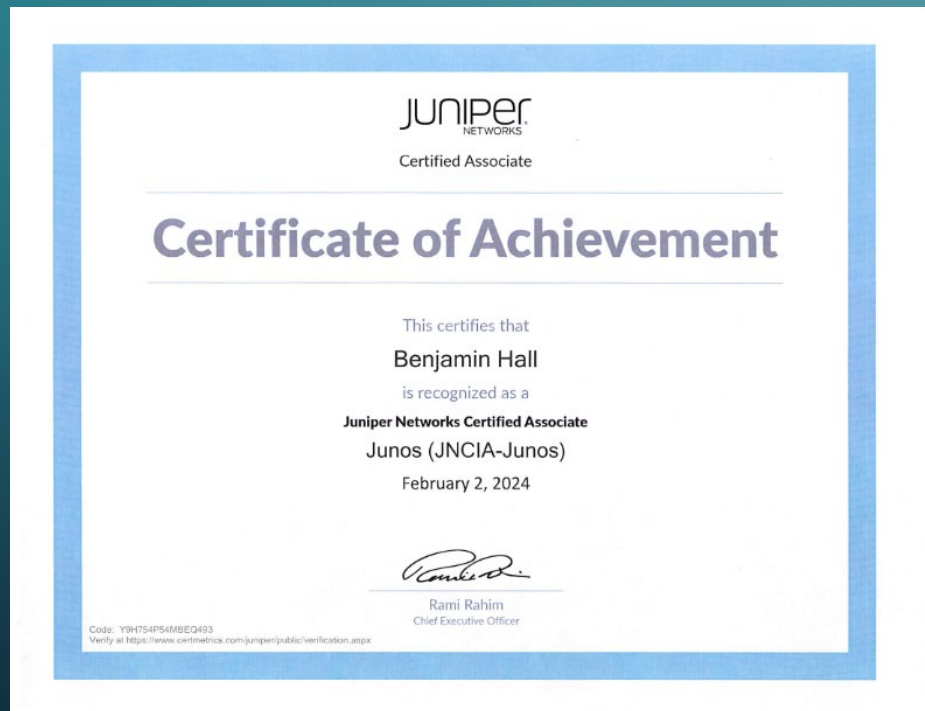 JUNIPER
NETWORKS
Certified Associate
Certificate of Achievement
This certifies that
Benjamin Hall
is recognized as a
Juniper Networks Certified Associate
Junos (JNCIA-Junos)
February 2, 2024
Rami Rahim
Chief Executive Officer
Code: Y9H754P54MBEQ493
Verify at https://www.certmetrics.com/juniper/public/verification.aspx